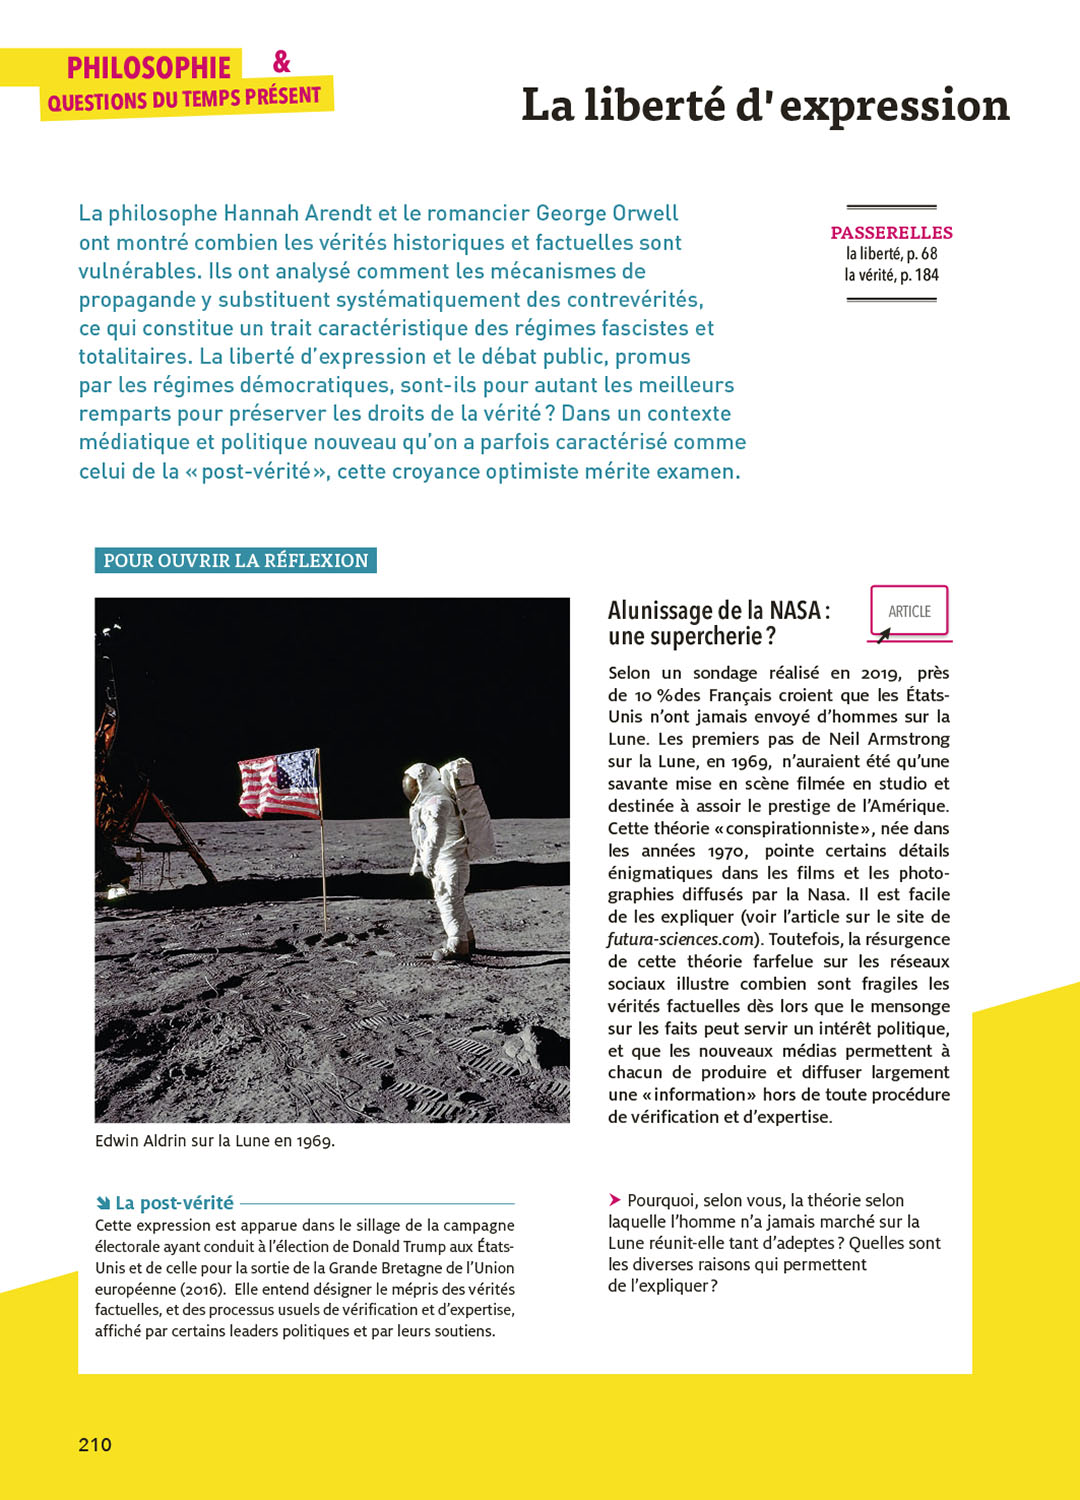 PHILOSOPHIE &
QUESTIONS DU TEMPS PRÉSENT
La liberté d'expression
La philosophe Hannah Arendt et le romancier George Orwell
ont montré combien les vérités historiques et factuelles sont
vulnérables. Ils ont analysé comment les mécanismes de
propagande y substituent systématiquement des contrevérités,
ce qui constitue un trait caractéristique des régimes fascistes et
totalitaires. La liberté d'expression et le débat public, promus
par les régimes démocratiques, sont-ils pour autant les meilleurs
remparts pour préserver les droits de la vérité ? Dans un contexte
médiatique et politique nouveau qu'on a parfois caractérisé comme
celui de la « post-vérité », cette croyance optimiste mérite examen.
PASSERELLES
la liberté, p. 68
la vérité, p. 184
POUR OUVRIR LA RÉFLEXION
Edwin Aldrin sur la Lune en 1969.
Alunissage de la NASA :
une supercherie ?
ARTICLE
Selon un sondage réalisé en 2019, près
de 10 %des Français croient que les États-
Unis n'ont jamais envoyé d'hommes sur la
Lune. Les premiers pas de Neil Armstrong
sur la Lune, en 1969, n'auraient été qu'une
savante mise en scène filmée en studio et
destinée à assoir le prestige de l'Amérique.
Cette théorie « conspirationniste », née dans
les années 1970, pointe certains détails
énigmatiques dans les films et les photo-
graphies diffusés par la Nasa. Il est facile
de les expliquer (voir l'article sur le site de
futura-sciences.com). Toutefois, la résurgence
de cette théorie farfelue sur les réseaux
sociaux illustre combien sont fragiles les
vérités factuelles dès lors que le mensonge
sur les faits peut servir un intérêt politique,
et que les nouveaux médias permettent à
chacun de produire et diffuser largement
une « information » hors de toute procédure
de vérification et d'expertise.
La post-vérité
Cette expression est apparue dans le sillage de la campagne
électorale ayant conduit à l'élection de Donald Trump aux États-
Unis et de celle pour la sortie de la Grande Bretagne de l'Union
européenne (2016). Elle entend désigner le mépris des vérités
factuelles, et des processus usuels de vérification et d'expertise,
affiché par certains leaders politiques et par leurs soutiens.
Pourquoi, selon vous, la théorie selon
laquelle l'homme n'a jamais marché sur la
Lune réunit-elle tant d'adeptes ? Quelles sont
les diverses raisons qui permettent
de l'expliquer ?
210